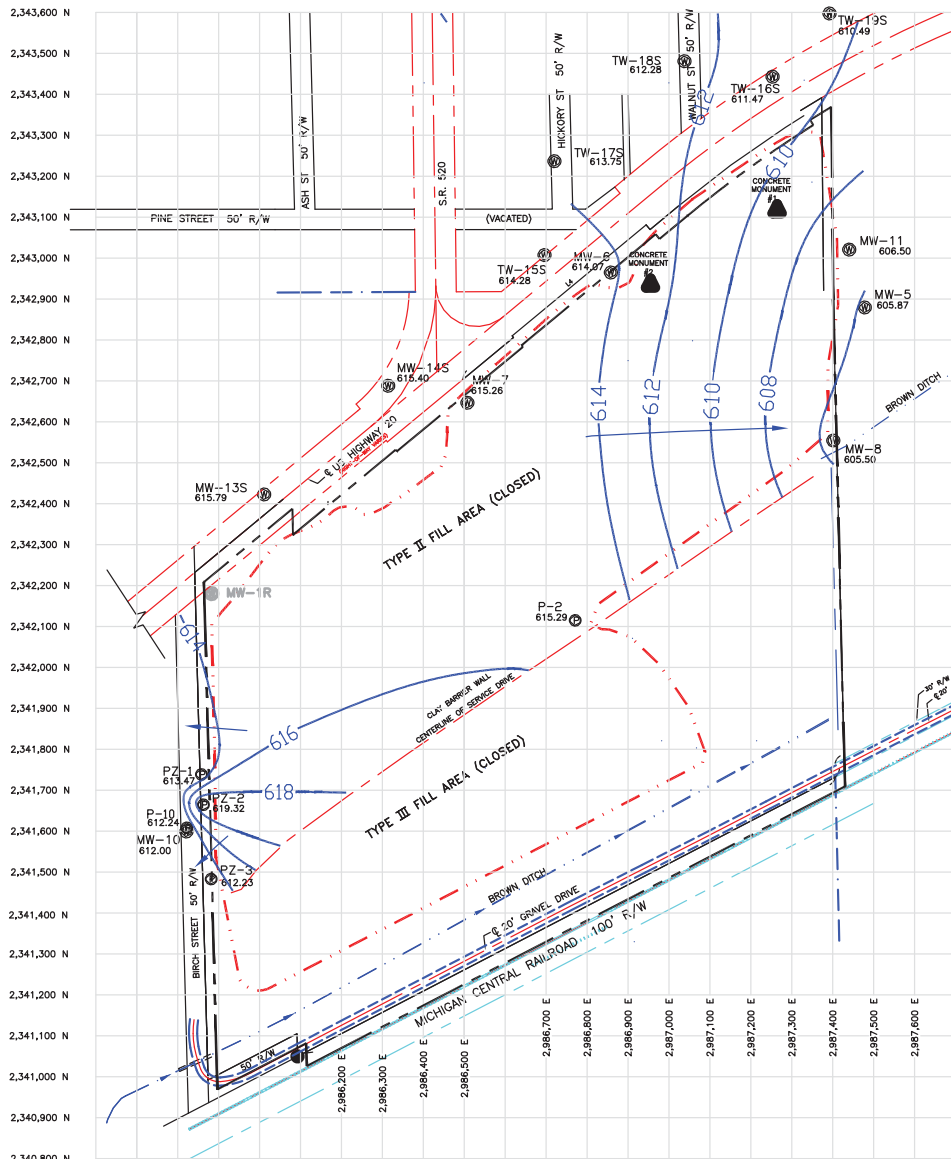 2,343,600 N
2,343,500 N
2,343,400 N
2,343,300 N
2,343,200 N
2,343,100 N
2,343,000 N
2,342,900 N
2,342,800 N
2,342,700 N
2,342,600 N
2,342,500 N
2,342,400 N
2,342,300 N
2,342,200 N
2,342,100 N
2,342,000 N
2,341,900 N
2,341,800 N
2,341,700 N
2,341,600 N
2,341,500 N
2,341,400 N
2,341,300 N
2,341,200 N
2,341,100 N
2,341,000 N
2,340,900 N
2,340,800 N
TW-19S
610.49
TW-18S
612.28
TW-16S
611.47
TW-17S
613.75
ASH ST 50' R/W
S.R. 520
HICKORY ST 50' R/W
WALNUT ST 50' R/W
612
610
PINE STREET 50' R/W
(VACATED)
CONCRETE
MONUMENT
#1
MW-11
606.50
TW-15S
614.28
MW-6
614.07
CONCRETE
MONUMENT
#2
L4
MW-5
605.87
MW-14S
615.40
MW-7
615.26
614
612
610
608
BROWN DITCH
MW-8
605.50
℄ US HIGHWAY 20
MW-13S
615.79
TYPE II FILL AREA (CLOSED)
MW-1R
P-2
615.29
614
CLAY BARRIER WALL
CENTERLINE OF SERVICE DRIVE
616
30' R/W
℄ 20'
PZ-1
613.47
PZ-2
619.32
618
P-10
612.24
MW-10
612.00
TYPE III FILL AREA (CLOSED)
PZ-3
612.23
BIRCH STREET 50' R/W
BROWN DITCH
℄ 20' GRAVEL DRIVE
MICHIGAN CENTRAL RAILROAD 100' R/W
50' R/W
2,986,200 E
2,986,300 E
2,986,400 E
2,986,500 E
2,986,700 E
2,986,800 E
2,986,900 E
2,987,000 E
2,987,100 E
2,987,200 E
2,987,300 E
2,987,400 E
2,987,500 E
2,987,600 E